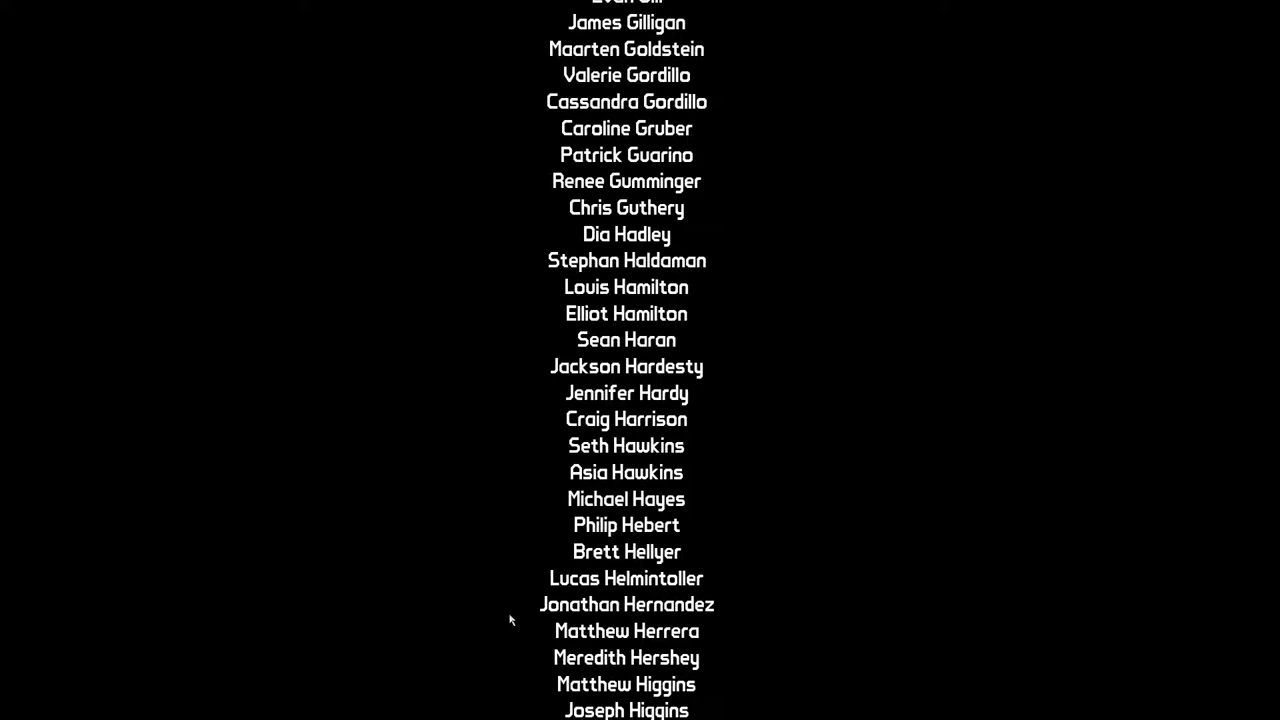 James Gilligan
Maarten Goldstein
Valerie Gordillo
Cassandra Gordillo
Caroline Gruber
Patrick Guarino
Renee Gumminger
Chris Guthery
Dia Hadley
Stephan Haldaman
Louis Hamilton
Elliot Hamilton
Sean Haran
Jackson Hardesty
Jennifer Hardy
Craig Harrison
Seth Hawkins
Asia Hawkins
Michael Hayes
Philip Hebert
Brett Hellyer
Lucas Helmintoller
Jonathan Hernandez
Matthew Herrera
Meredith Hershey
Matthew Higgins
Joseph Higgins